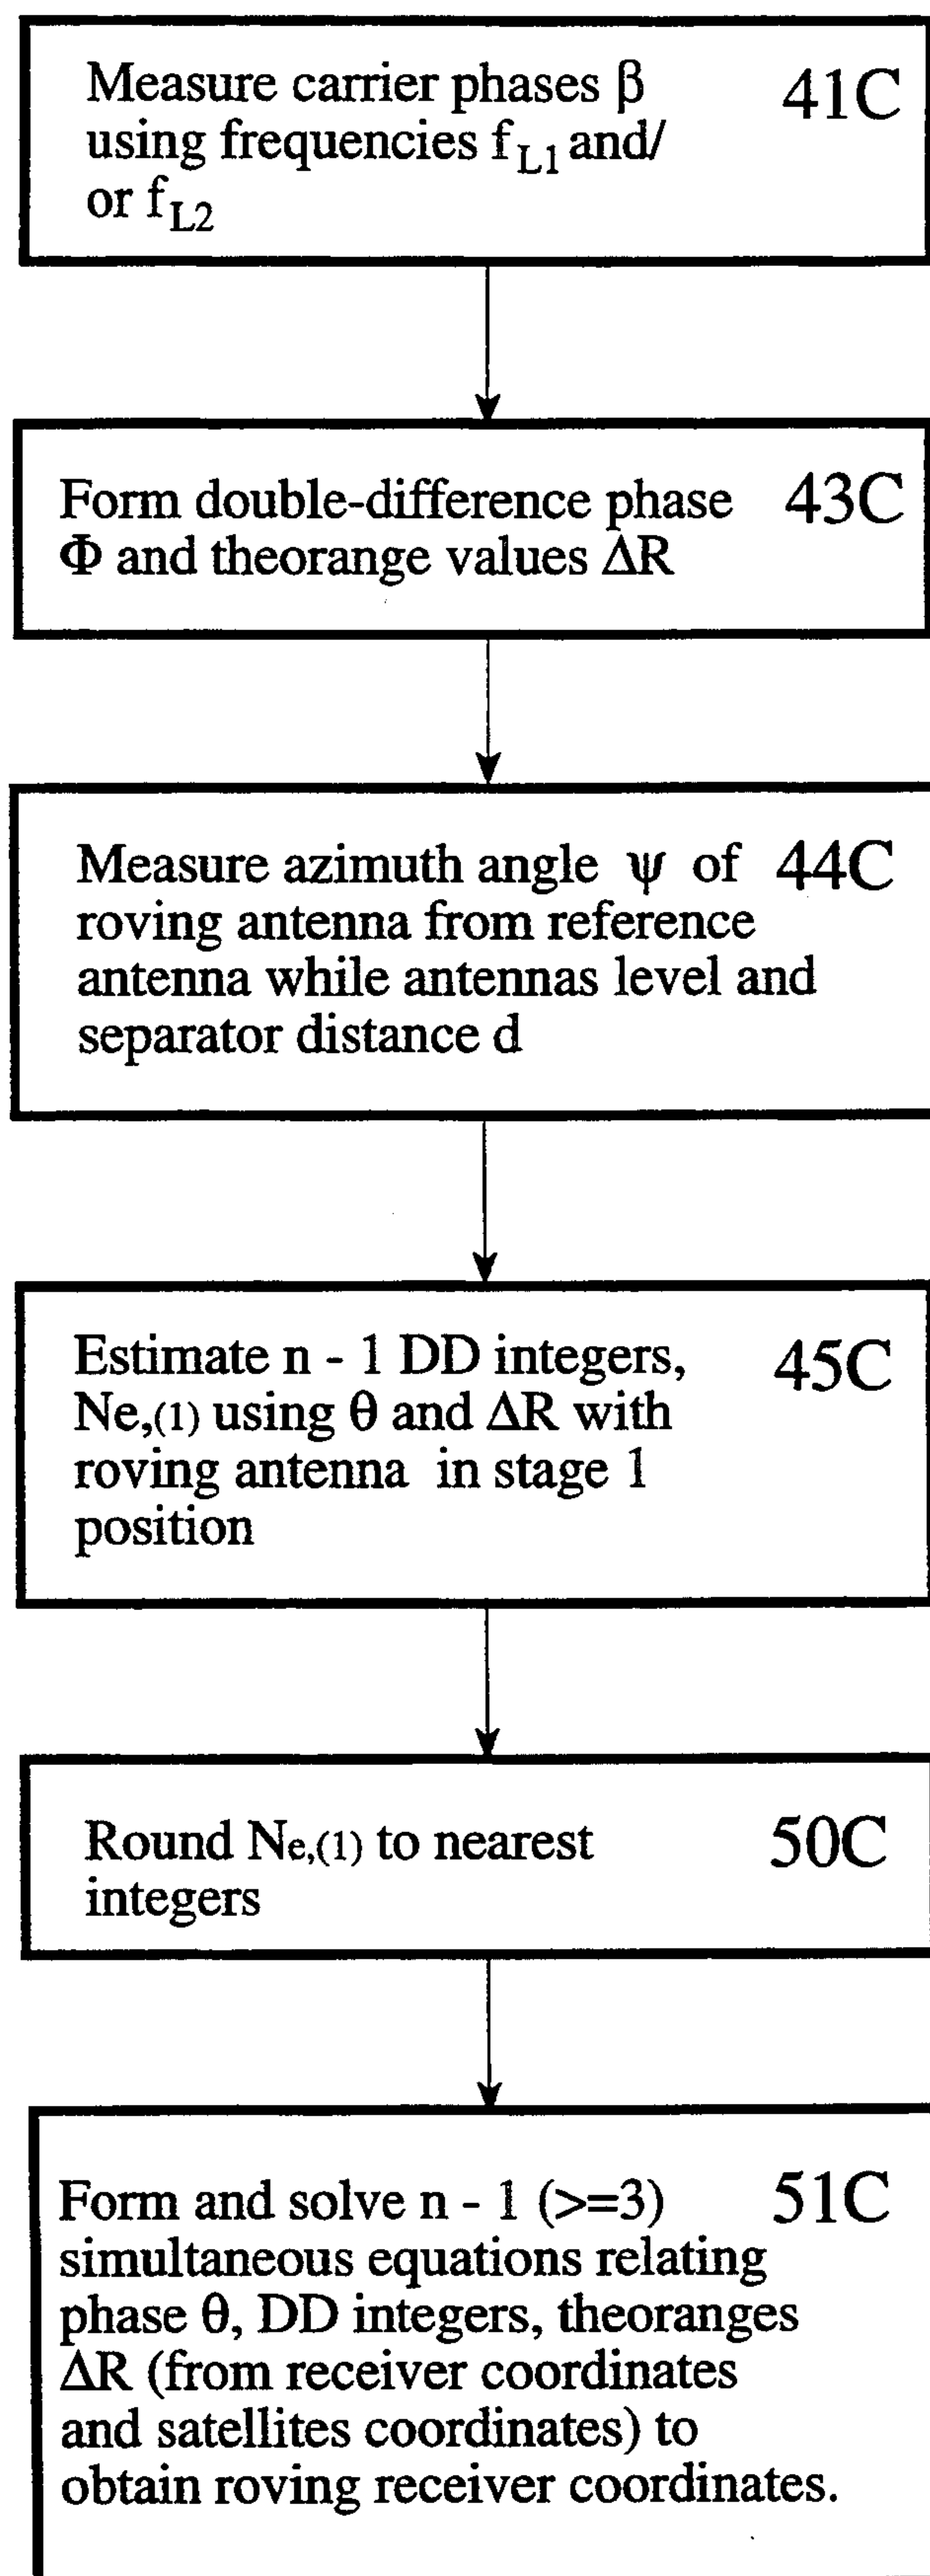 Measure carrier phases β 41C
using frequencies f_L1 and/
or f_L2
Form double-difference phase 43C
Φ and theorange values ΔR
Measure azimuth angle ψ of 44C
roving antenna from reference
antenna while antennas level and
separator distance d
Estimate n - 1 DD integers, 45C
Ne,(1) using θ and ΔR with
roving antenna in stage 1
position
Round Ne,(1) to nearest 50C
integers
Form and solve n - 1 (>=3) 51C
simultaneous equations relating
phase θ, DD integers, theoranges
ΔR (from receiver coordinates
and satellites coordinates) to
obtain roving receiver coordinates.